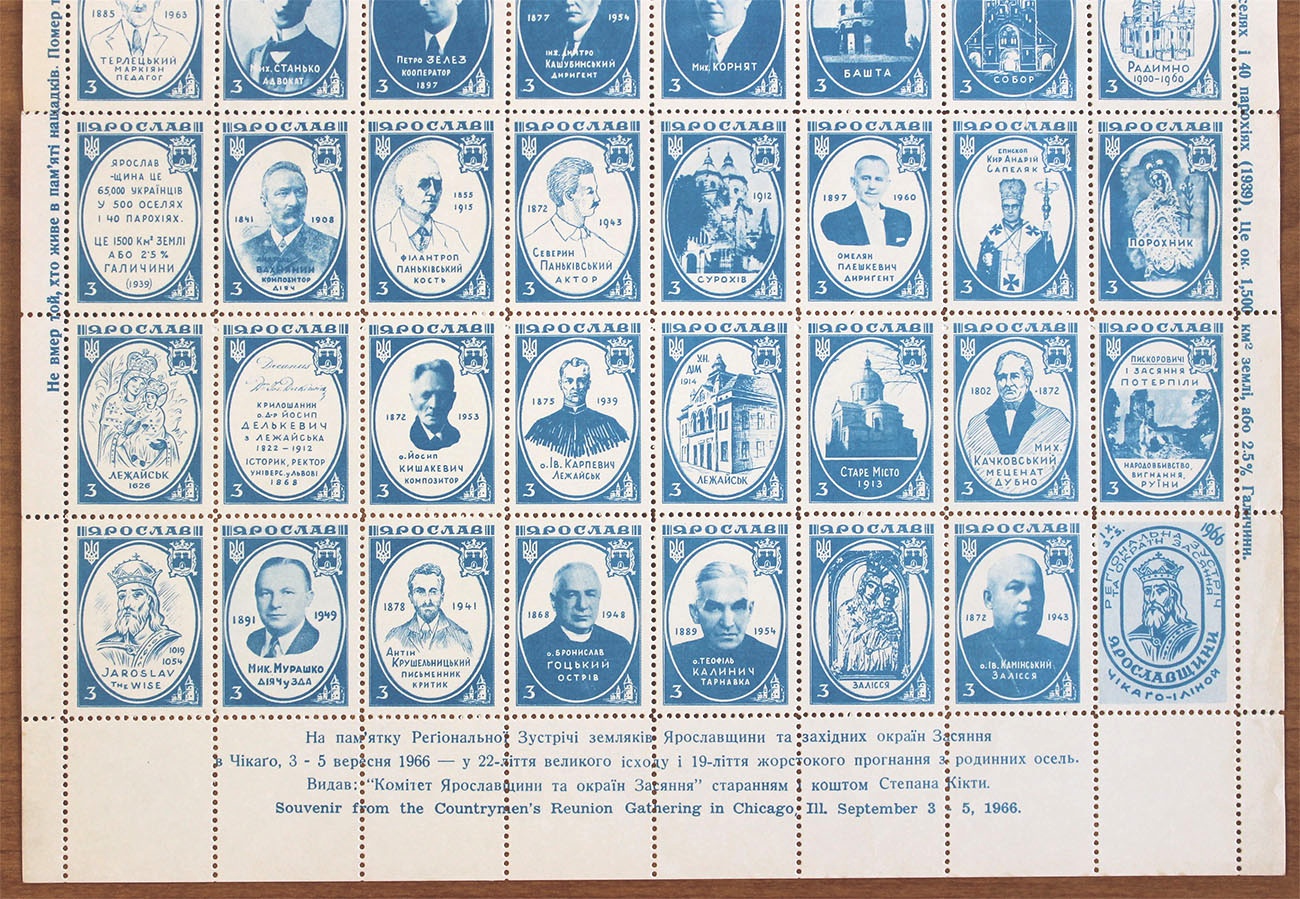 1885 1963
ТЕРЛЕЦЬКИЙ
МАРКІЯН
ПЕДАГОГ
3
Мих. СТАНЬКО
АДВОКАТ
3
Петро ЗЕЛЕЗ
КООПЕРАТОР
1897
3
1877 1954
ІНЖ. ДМИТРО
КАШУБИНСЬКИЙ
ДИРИГЕНТ
3
Мих. КОРНЯТ
3
БАШТА
3
СОБОР
3
РАДИМНО
1900-1960
3
ЯРОСЛАВ
ЯРОСЛАВ
-ЩИНА ЦЕ
65,000 УКРАЇНЦІВ
У 500 ОСЕЛЯХ
І 40 ПАРОХІЯХ.
ЦЕ 1500 КМ² ЗЕМЛІ
АБО 2'5 %
ГАЛИЧИНИ
(1939)
3
ЯРОСЛАВ
1841 1908
АНАТОЛЬ
ВАХНЯНИН
КОМПОЗИТОР
ДІЯЧ
3
ЯРОСЛАВ
1855
1915
ФІЛАНТРОП
ПАНЬКІВСЬКИЙ
КОСТЬ
3
ЯРОСЛАВ
1872 1943
СЕВЕРИН
ПАНЬКІВСЬКИЙ
АКТОР
3
ЯРОСЛАВ
1912
СУРОХІВ
3
ЯРОСЛАВ
1897 1960
ОМЕЛЯН
ПЛЕШКЕВИЧ
ДИРИГЕНТ
3
ЯРОСЛАВ
ЕПИСКОП
КИР АНДРІЙ
САПЕЛЯК
3
ЯРОСЛАВ
ПОРОХНИК
3
ЯРОСЛАВ
ЛЕЖАЙСЬК
1626
3
ЯРОСЛАВ
КРИЛОШАНИН
о. д-р ЙОСИП
ДЕЛЬКЕВИЧ
з ЛЕЖАЙСЬКА
1822 – 1912
ІСТОРИК, РЕКТОР
УНІВЕРС. у ЛЬВОВІ
1868
3
ЯРОСЛАВ
1872 1953
о. ЙОСИП
КИШАКЕВИЧ
КОМПОЗИТОР
3
ЯРОСЛАВ
1875 1939
о. ІВ. КАРПЕВИЧ
ЛЕЖАЙСЬК
3
ЯРОСЛАВ
УН.
ДІМ
1914
ЛЕЖАЙСЬК
3
ЯРОСЛАВ
СТАРЕ МІСТО
1913
3
ЯРОСЛАВ
1802 - 1872
МИХ.
КАЧКОВСЬКИЙ
МЕЦЕНАТ
ДУБНО
3
ЯРОСЛАВ
ПИСКОРОВИЧІ
І ЗАСЯННЯ
ПОТЕРПІЛИ
НАРОДОВБИВСТВО,
ВИГНАННЯ,
РУЇНИ
3
ЯРОСЛАВ
1019
1054
JAROSLAV
THE WISE
3
ЯРОСЛАВ
1891 1949
МИК. МУРАШКО
ДІЯЧ УЗДА
3
ЯРОСЛАВ
1878 1941
АНТІН
КРУШЕЛЬНИЦЬКИЙ
ПИСЬМЕННИК
КРИТИК
3
ЯРОСЛАВ
1868 1948
о. БРОНИСЛАВ
ГОЦЬКИЙ
ОСТРІВ
3
ЯРОСЛАВ
1889 1954
о. ТЕОФІЛЬ
КАЛИНИЧ
ТАРНАВКА
3
ЯРОСЛАВ
ЗАЛІССЯ
3
ЯРОСЛАВ
1872 1943
о. ІВ. КАМІНСЬКИЙ
ЗАЛІССЯ
3
1966
РЕҐІОНАЛЬНА ЗУСТРІЧ
ТА ОКРАЇН ЗАСЯННЯ
ЯРОСЛАВЩИНИ
ЧІКАҐО-ІЛІНОЙ
Не вмер той, хто живе в пам'яті нащадків. Помер
селях і 40 парохіях (1939). Це ок. 1,500 км² землі, або 2.5% Галичини.
На пам'ятку Реґіональної Зустрічі земляків Ярославщини та західних окраїн Засяння
в Чікаґо, 3 - 5 вересня 1966 — у 22-ліття великого ісходу і 19-ліття жорстокого прогнання з родинних осель.
Видав: "Комітет Ярославщини та окраїн Засяння" старанням і коштом Степана Кікти.
Souvenir from the Countrymen's Reunion Gathering in Chicago, Ill. September 3 - 5, 1966.